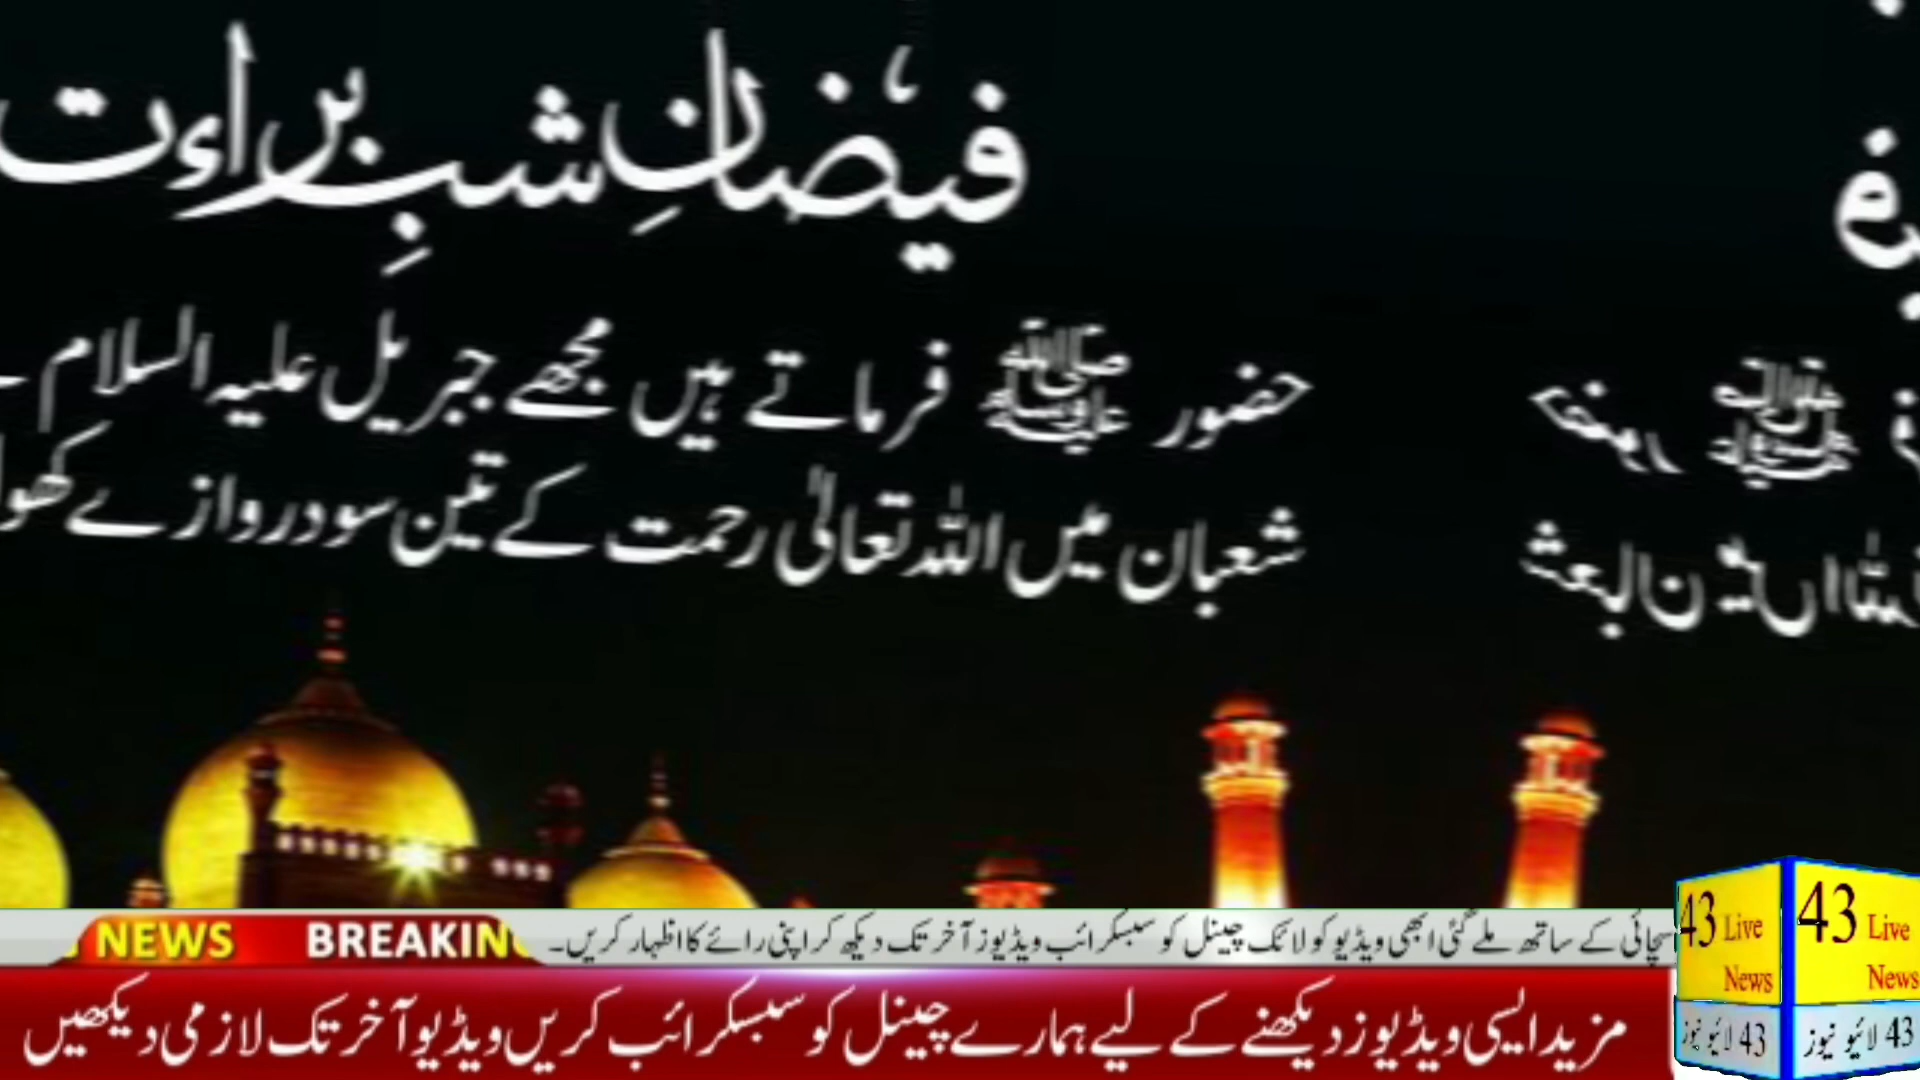 فیضانِ شبِ براءت
حضور ﷺ فرماتے ہیں مجھے جبریل علیہ السلام
شعبان میں اللہ تعالیٰ رحمت کے تین سو دروازے کھو
NEWS BREAKIN
سچائی کے ساتھ ملے گئی ابھی ویڈیو کو لائک چینل کو سبسکرائب ویڈیوز آخر تک دیکھ کر اپنی رائے کا اظہار کریں۔
مزید ایسی ویڈیوز دیکھنے کے لیے ہمارے چینل کو سبسکرائب کریں ویڈیو آخر تک لازمی دیکھیں
43 Live
News
43 لائیو نیوز
43 Live
News
43 لائیو نیوز